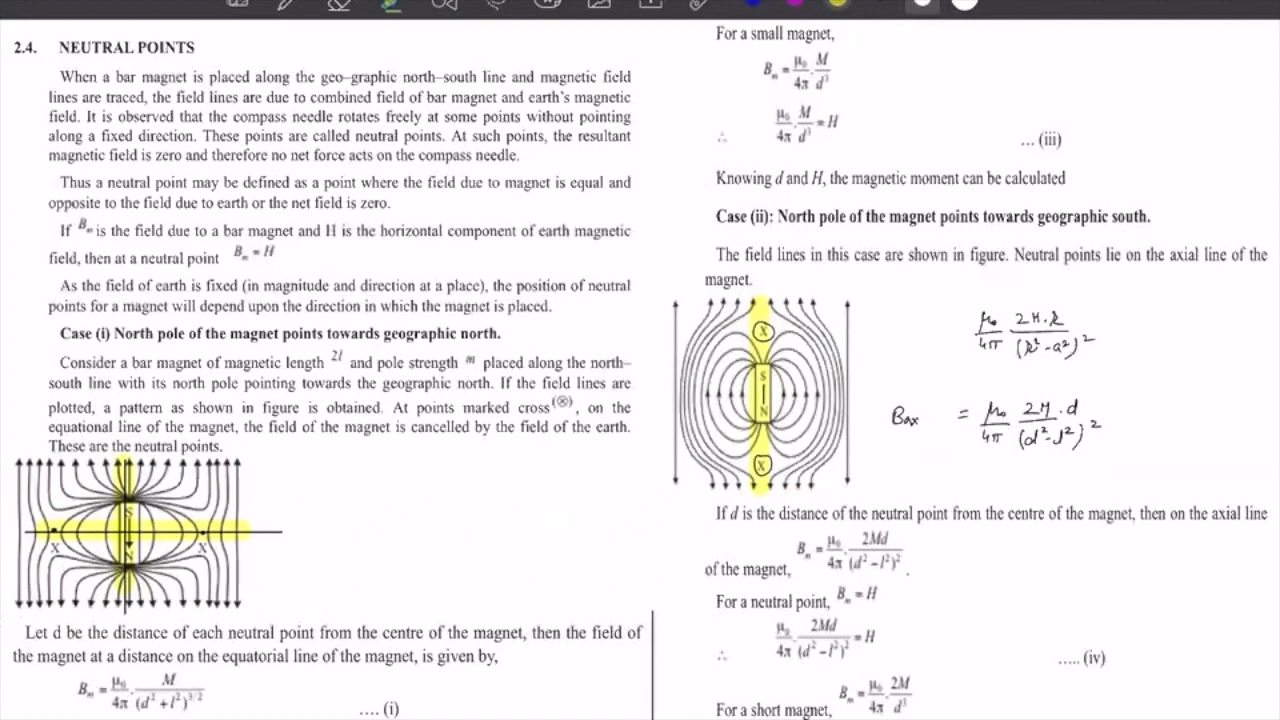 2.4. NEUTRAL POINTS
When a bar magnet is placed along the geo–graphic north–south line and magnetic field
lines are traced, the field lines are due to combined field of bar magnet and earth's magnetic
field. It is observed that the compass needle rotates freely at some points without pointing
along a fixed direction. These points are called neutral points. At such points, the resultant
magnetic field is zero and therefore no net force acts on the compass needle.
Thus a neutral point may be defined as a point where the field due to magnet is equal and
opposite to the field due to earth or the net field is zero.
If Bₘ is the field due to a bar magnet and H is the horizontal component of earth magnetic
field, then at a neutral point Bₘ = H
As the field of earth is fixed (in magnitude and direction at a place), the position of neutral
points for a magnet will depend upon the direction in which the magnet is placed.
Case (i) North pole of the magnet points towards geographic north.
Consider a bar magnet of magnetic length 2l and pole strength m placed along the north–
south line with its north pole pointing towards the geographic north. If the field lines are
plotted, a pattern as shown in figure is obtained. At points marked cross (⊗), on the
equational line of the magnet, the field of the magnet is cancelled by the field of the earth.
These are the neutral points.
S
X N X
Let d be the distance of each neutral point from the centre of the magnet, then the field of
the magnet at a distance on the equatorial line of the magnet, is given by,
Bₘ = μ₀/4π . M/(d² + l²)^3/2 .... (i)
For a small magnet,
Bₘ = μ₀/4π . M/d³
∴ μ₀/4π . M/d³ = H ... (iii)
Knowing d and H, the magnetic moment can be calculated
Case (ii): North pole of the magnet points towards geographic south.
The field lines in this case are shown in figure. Neutral points lie on the axial line of the
magnet.
X
S
N
X
μ₀/4π 2M.r/(r² - a²)²
Bax = μ₀/4π 2M.d/(d² - l²)²
If d is the distance of the neutral point from the centre of the magnet, then on the axial line
of the magnet, Bₘ = μ₀/4π . 2Md/(d² – l²)² .
For a neutral point, Bₘ = H
∴ μ₀/4π . 2Md/(d² – l²)² = H ..... (iv)
For a short magnet, Bₘ = μ₀/4π . 2M/d³